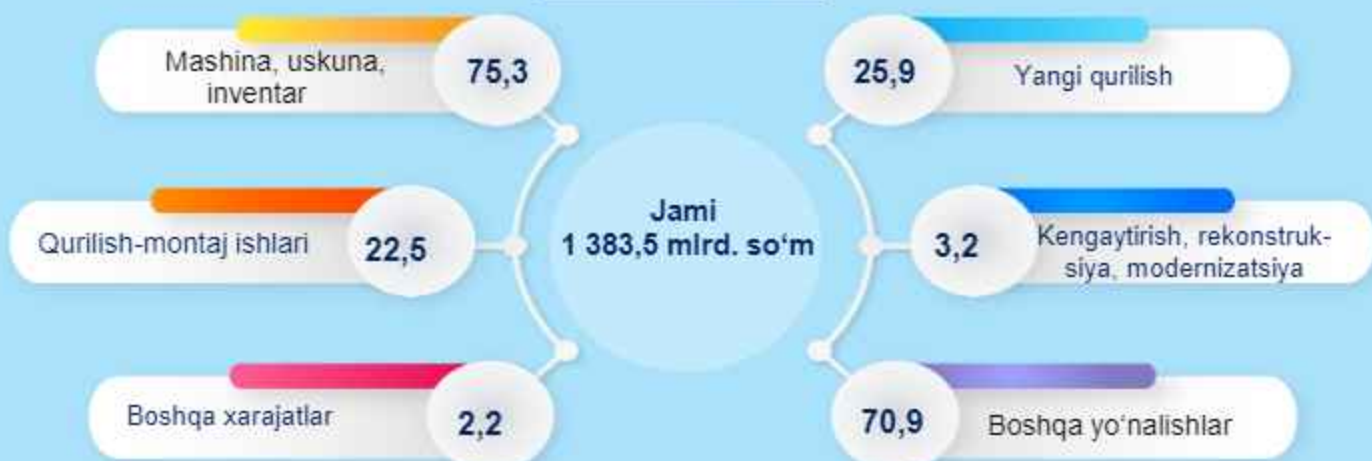 Mashina, uskuna,
inventar
75,3
Qurilish-montaj ishlari
22,5
Boshqa xarajatlar
2,2
Jami
1 383,5 mlrd. so‘m
25,9
Yangi qurilish
3,2
Kengaytirish, rekonstruk-
siya, modernizatsiya
70,9
Boshqa yo‘nalishlar